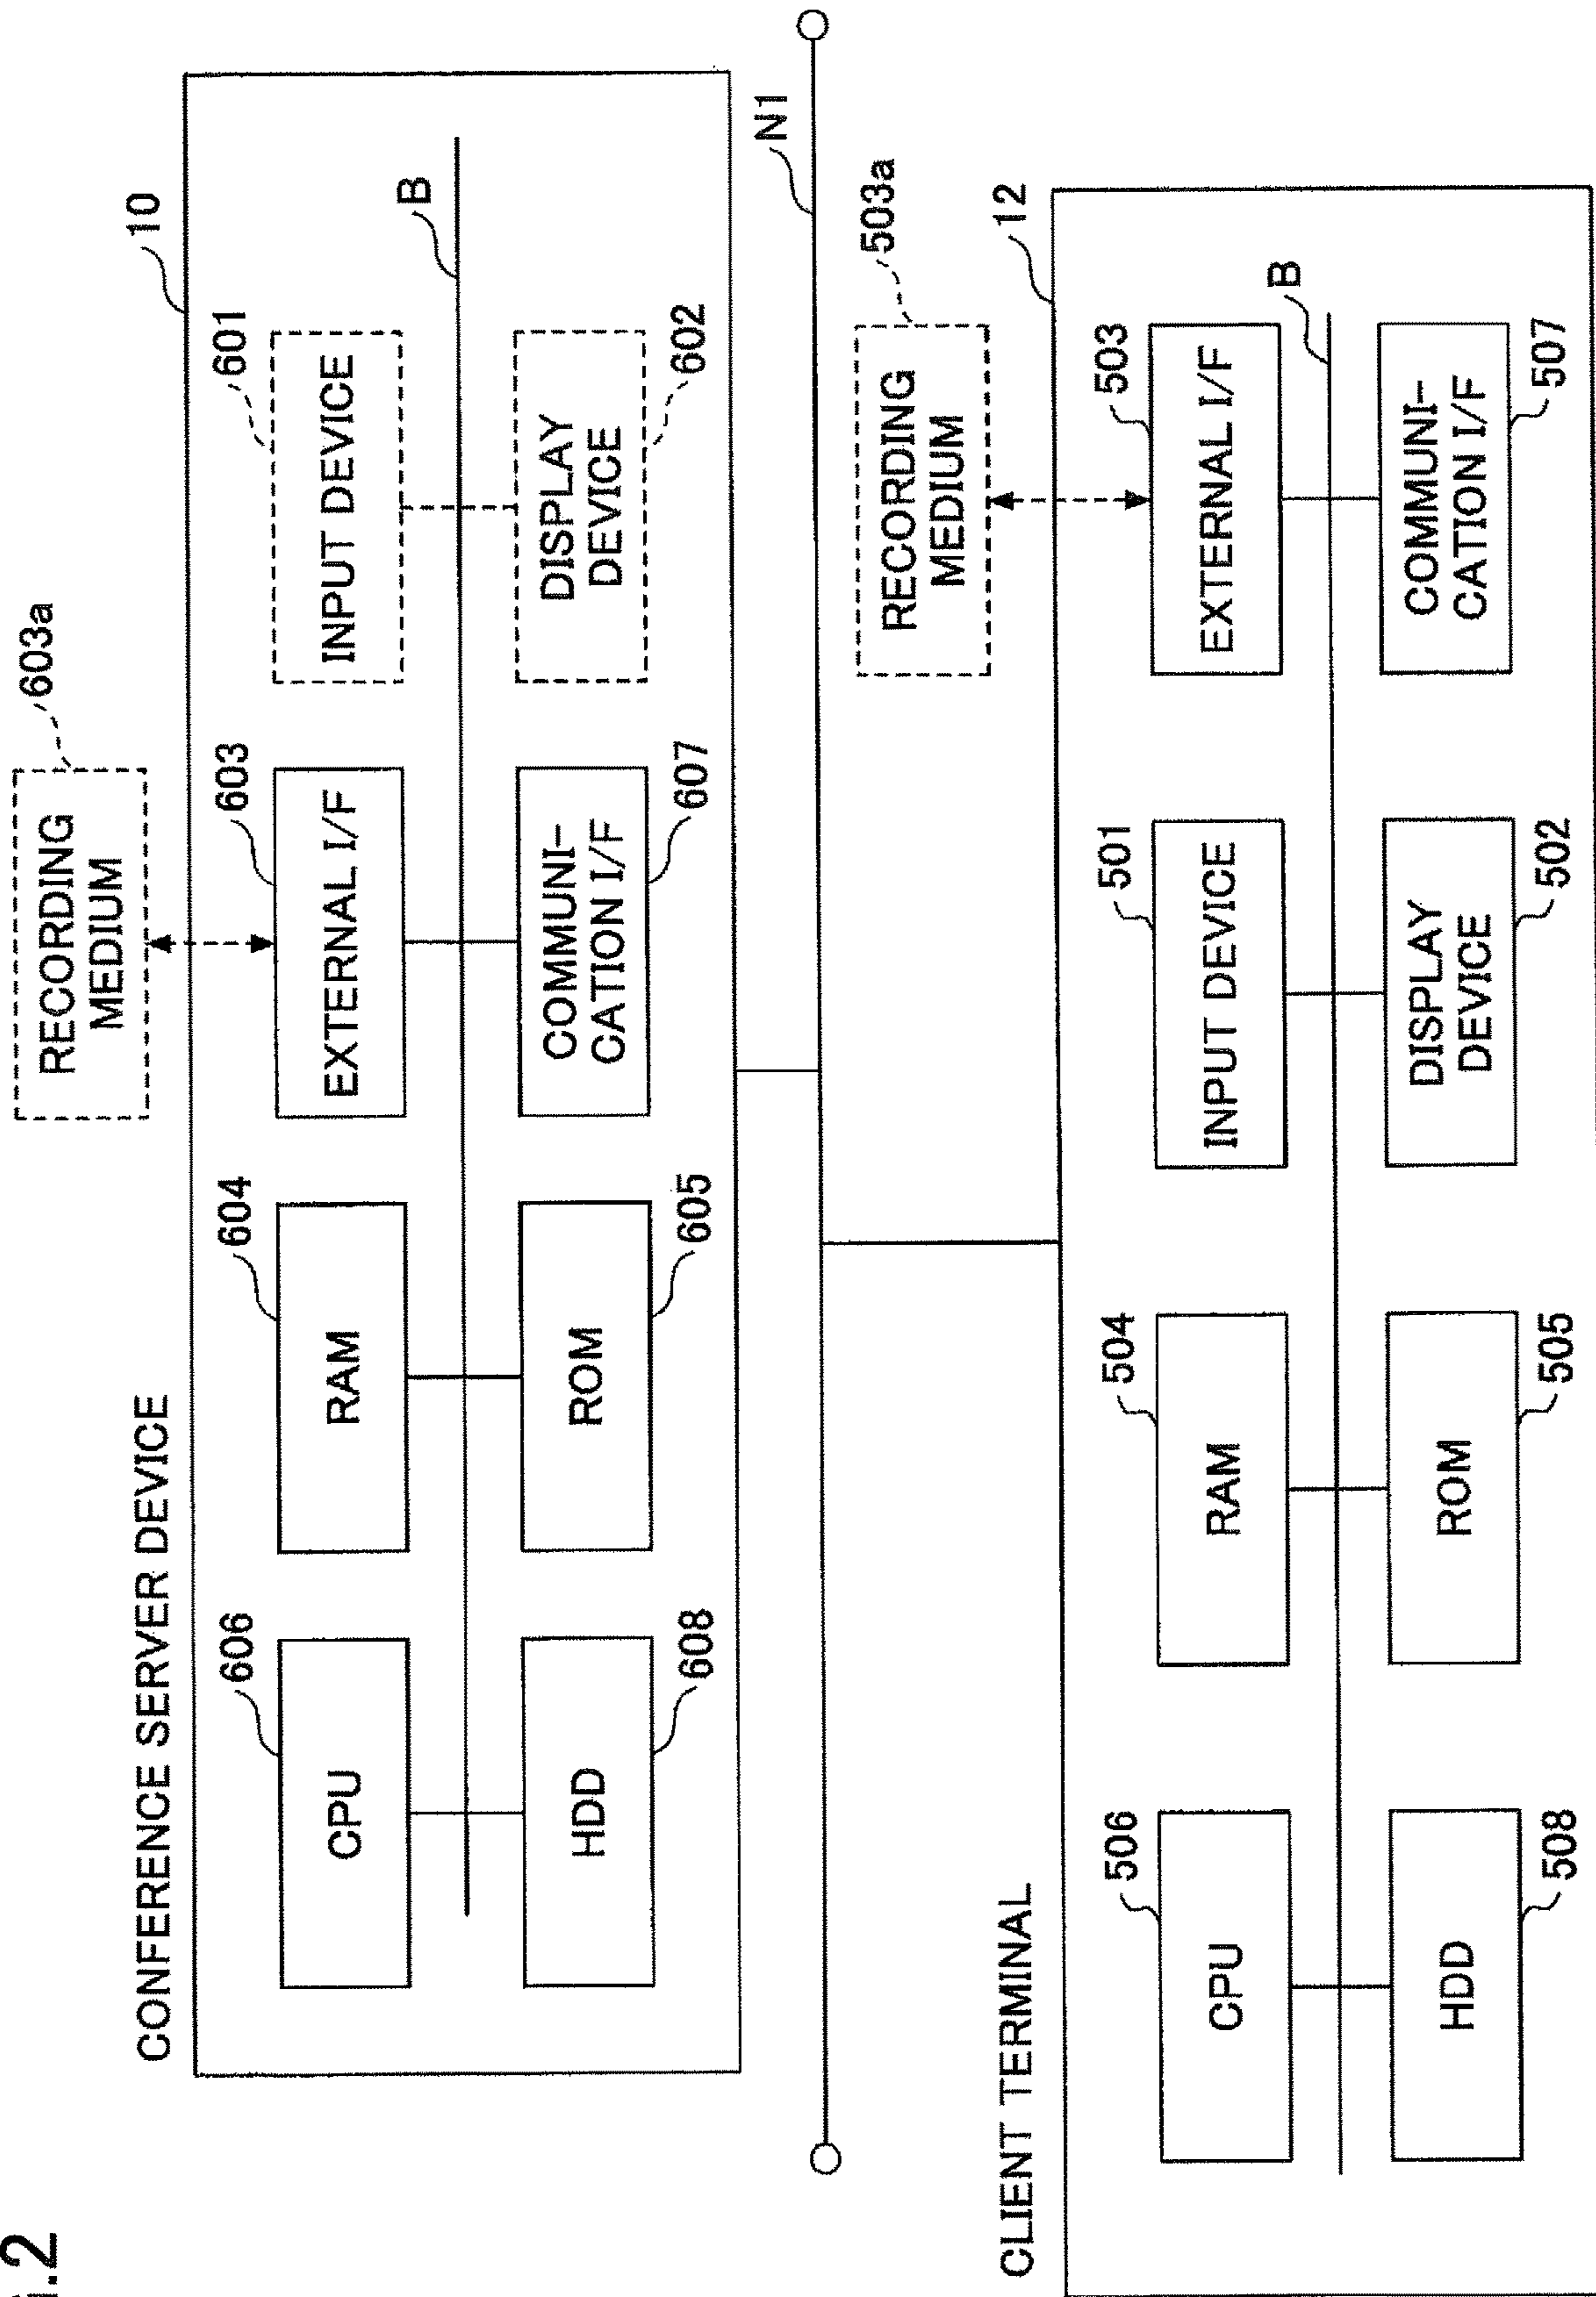 .2
CONFERENCE SERVER DEVICE
10
RECORDING
MEDIUM
603a
606
604
603
601
CPU
RAM
EXTERNAL I/F
INPUT DEVICE
B
HDD
ROM
COMMUNI-
CATION I/F
DISPLAY
DEVICE
608
605
607
602
N1
RECORDING
MEDIUM
503a
CLIENT TERMINAL
12
506
504
501
503
CPU
RAM
INPUT DEVICE
EXTERNAL I/F
B
HDD
ROM
DISPLAY
DEVICE
COMMUNI-
CATION I/F
508
505
502
507